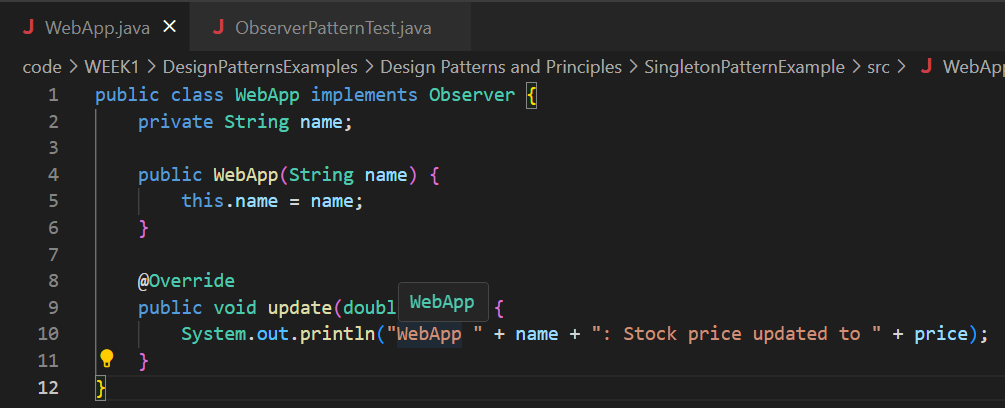 J WebApp.java × J ObserverPatternTest.java
code > WEEK1 > DesignPatternsExamples > Design Patterns and Principles > SingletonPatternExample > src > J WebApp
1 public class WebApp implements Observer {
2 private String name;
3
4 public WebApp(String name) {
5 this.name = name;
6 }
7
8 @Override
9 public void update(doubl WebApp {
10 System.out.println("WebApp " + name + ": Stock price updated to " + price);
11 }
12 }